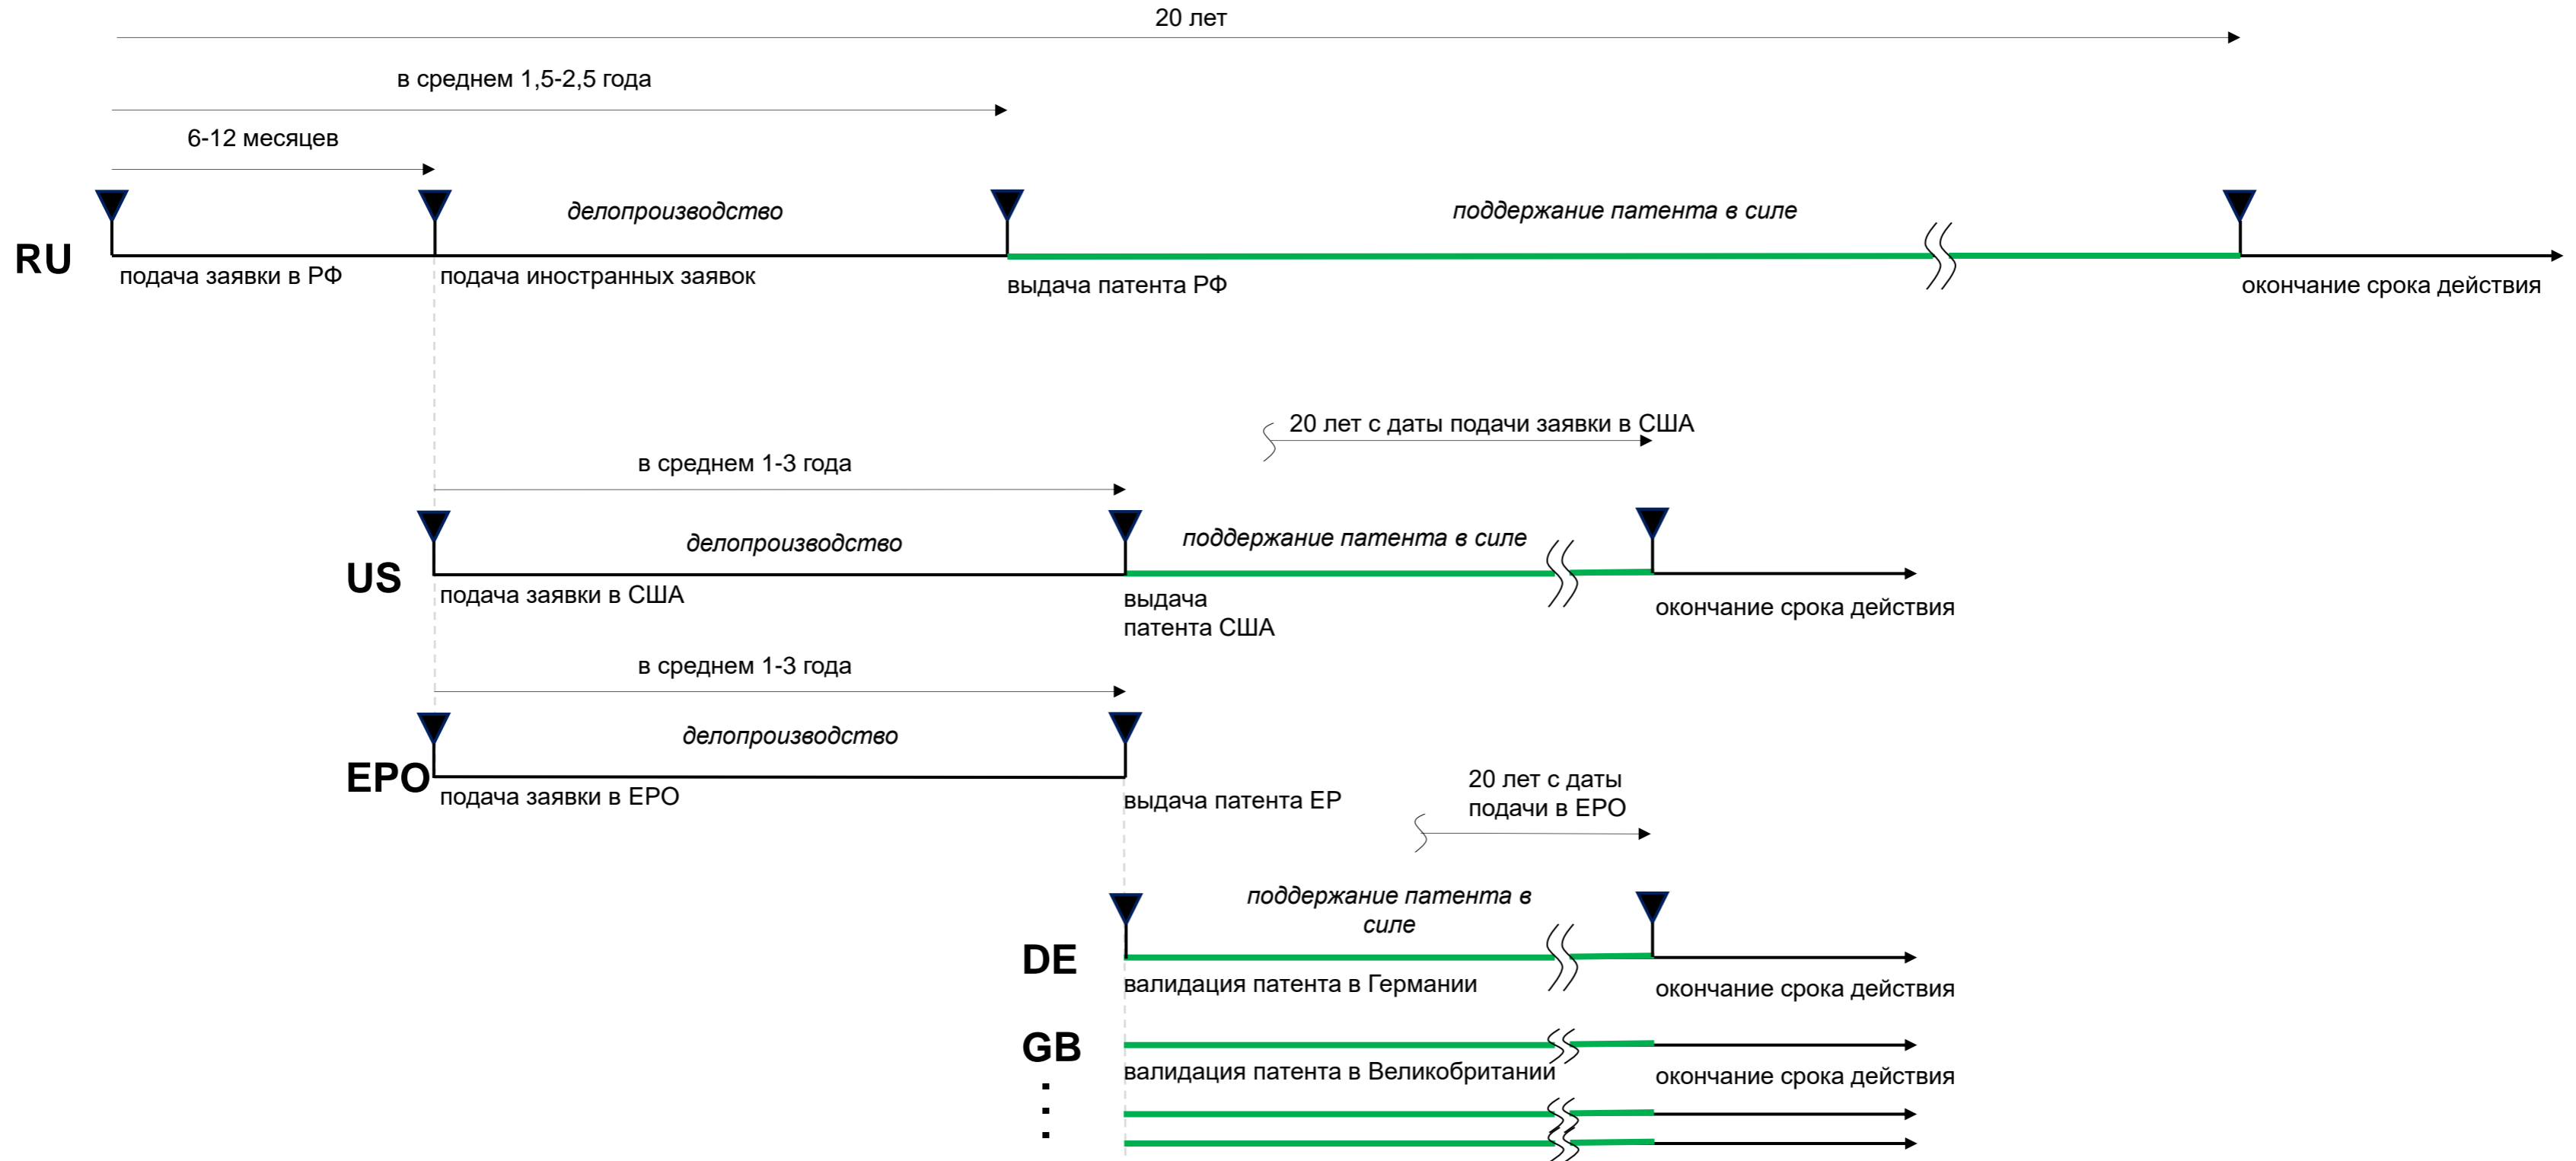 20 лет
в среднем 1,5-2,5 года
6-12 месяцев
делопроизводство
поддержание патента в силе
RU
подача заявки в РФ
подача иностранных заявок
выдача патента РФ
окончание срока действия
20 лет с даты подачи заявки в США
в среднем 1-3 года
делопроизводство
поддержание патента в силе
US
подача заявки в США
выдача
патента США
окончание срока действия
в среднем 1-3 года
делопроизводство
EPO
подача заявки в EPO
выдача патента EP
20 лет с даты
подачи в EPO
поддержание патента в
силе
DE
валидация патента в Германии
окончание срока действия
GB
валидация патента в Великобритании
окончание срока действия